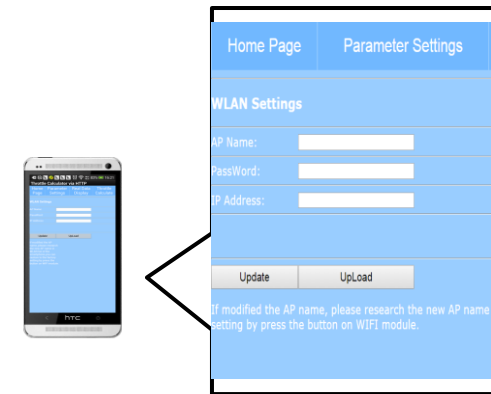 Home Page Parameter Settings
WLAN Settings
AP Name:
PassWord:
IP Address:
Update UpLoad
If modified the AP name, please research the new AP name
setting by press the button on WIFI module.
Throttle Calculator via HTTP
hTC